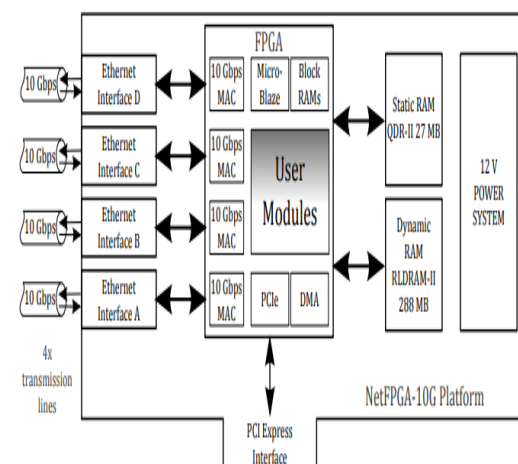 FPGA
10 Gbps
Ethernet
Interface D
10 Gbps
MAC
Micro-
Blaze
Block
RAMs
Static RAM
QDR-II 27 MB
10 Gbps
Ethernet
Interface C
10 Gbps
MAC
User
Modules
12 V
POWER
SYSTEM
10 Gbps
Ethernet
Interface B
10 Gbps
MAC
Dynamic
RAM
RLDRAM-II
288 MB
10 Gbps
Ethernet
Interface A
10 Gbps
MAC
PCIe
DMA
4x
transmission
lines
NetFPGA-10G Platform
PCI Express
Interface